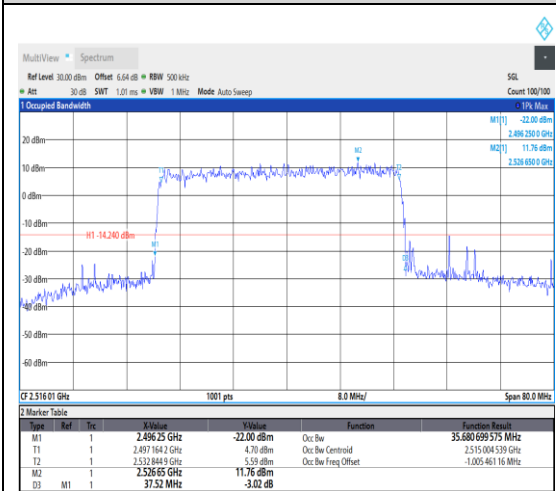 MultiView Spectrum
Ref Level 30.00 dBm Offset 6.64 dB RBW 500 kHz SGL
Att 30 dB SWT 1.01 ms VBW 1 MHz Mode Auto Sweep Count 100/100
1 Occupied Bandwidth 1Pk Max
M1[1] -22.00 dBm
2.496 250 0 GHz
M2[1] 11.76 dBm
2.526 650 0 GHz
20 dBm
M2
10 dBm
0 dBm
-10 dBm
H1 -14.240 dBm
M1
-20 dBm
D3
-30 dBm
-40 dBm
-50 dBm
-60 dBm
CF 2.516 01 GHz 1001 pts 8.0 MHz/ Span 80.0 MHz
2 Marker Table
Type Ref Trc X-Value Y-Value Function Function Result
M1 1 2.496 25 GHz -22.00 dBm Occ Bw 35.680 699 575 MHz
T1 1 2.497 164 2 GHz 4.70 dBm Occ Bw Centroid 2.515 004 539 GHz
T2 1 2.532 844 9 GHz 5.59 dBm Occ Bw Freq Offset -1.005 461 16 MHz
M2 1 2.526 65 GHz 11.76 dBm
D3 M1 1 37.52 MHz -3.02 dB